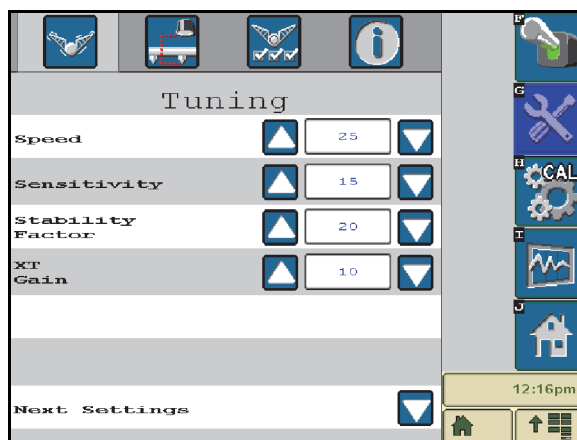 F
Tuning
G
Speed 25
Sensitivity 15
H
CAL
Stability
Factor 20
I
XT
Gain 10
J
12:16pm
Next Settings